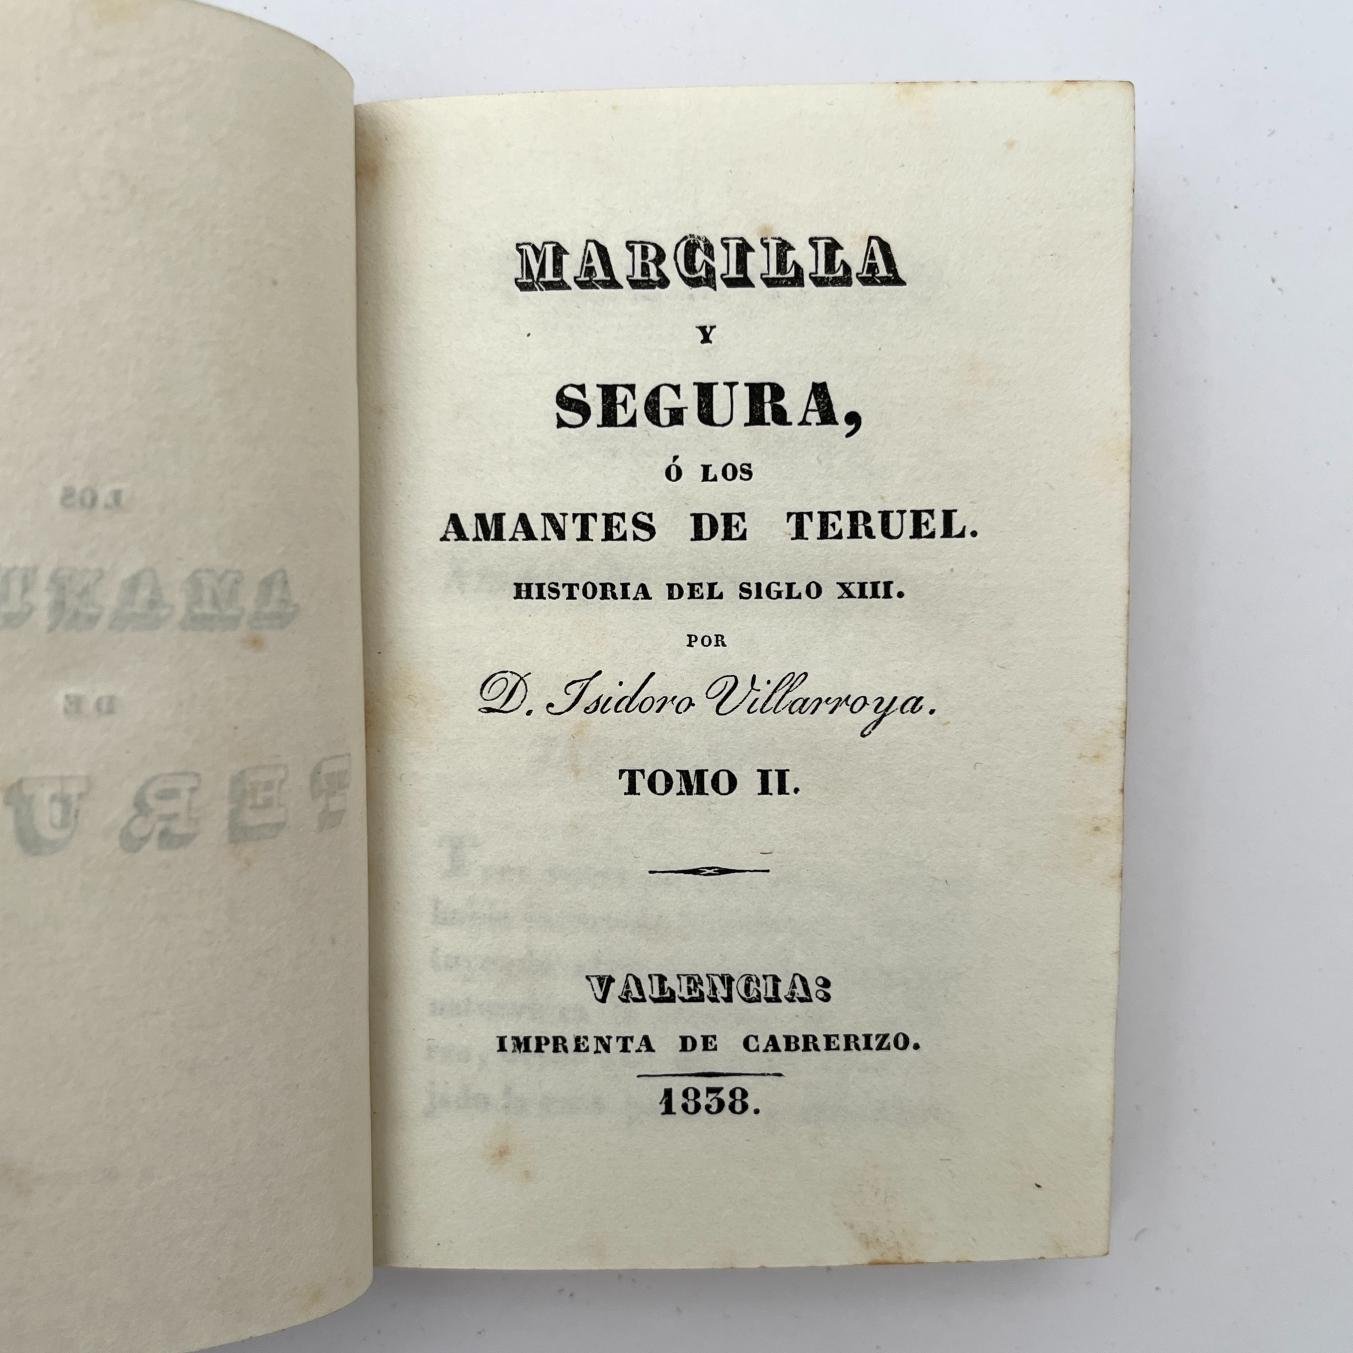 MARCILLA
Y
SEGURA,
Ó LOS
AMANTES DE TERUEL.
HISTORIA DEL SIGLO XIII.
POR
D. Isidoro Villarroya.
TOMO II.
VALENCIA:
IMPRENTA DE CABRERIZO.
1838.